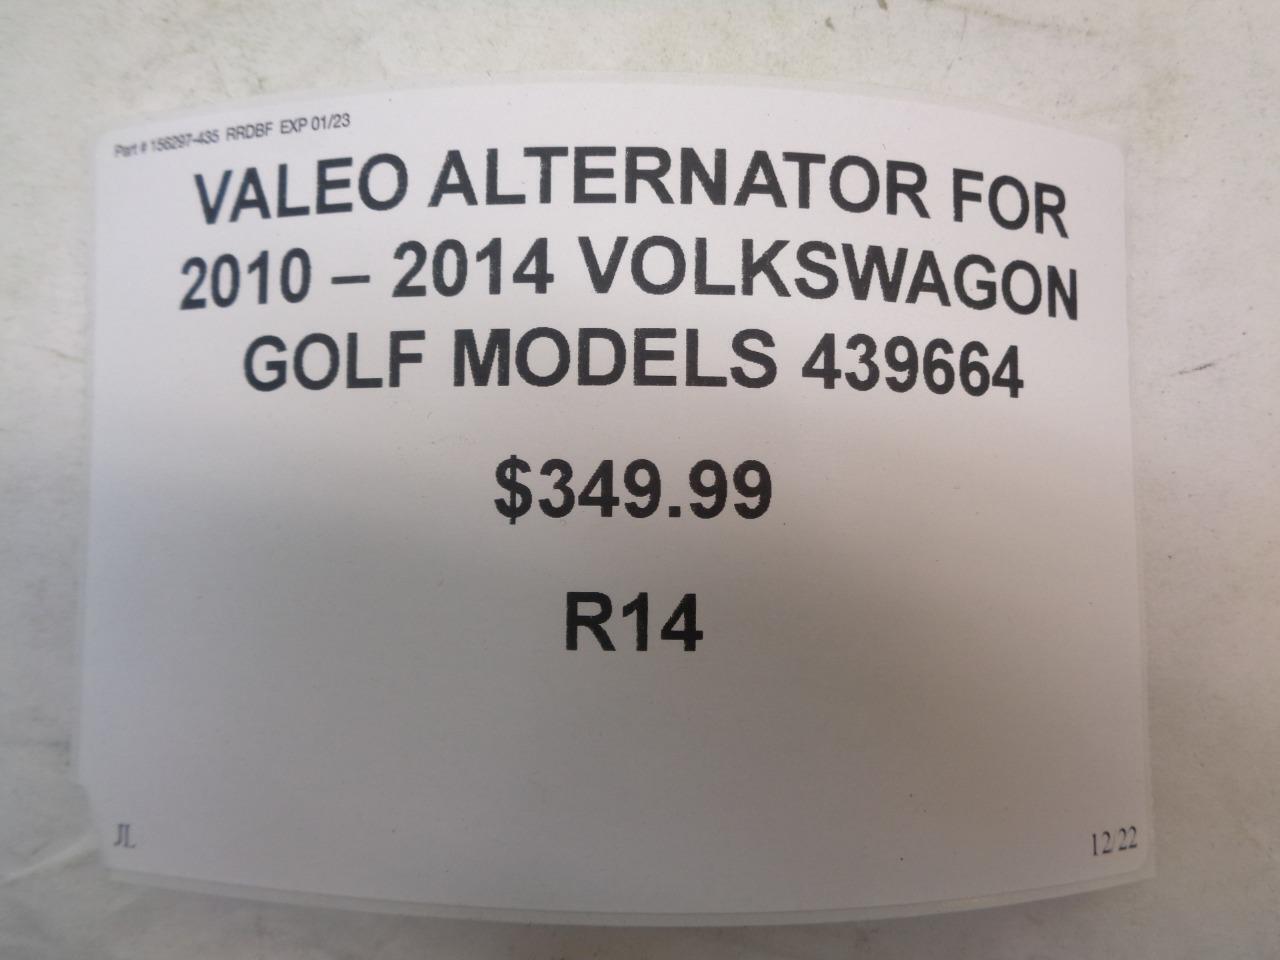 Part # 156297-435 RRDBF EXP 01/23
VALEO ALTERNATOR FOR
2010 – 2014 VOLKSWAGON
GOLF MODELS 439664
$349.99
R14
JL
12/22